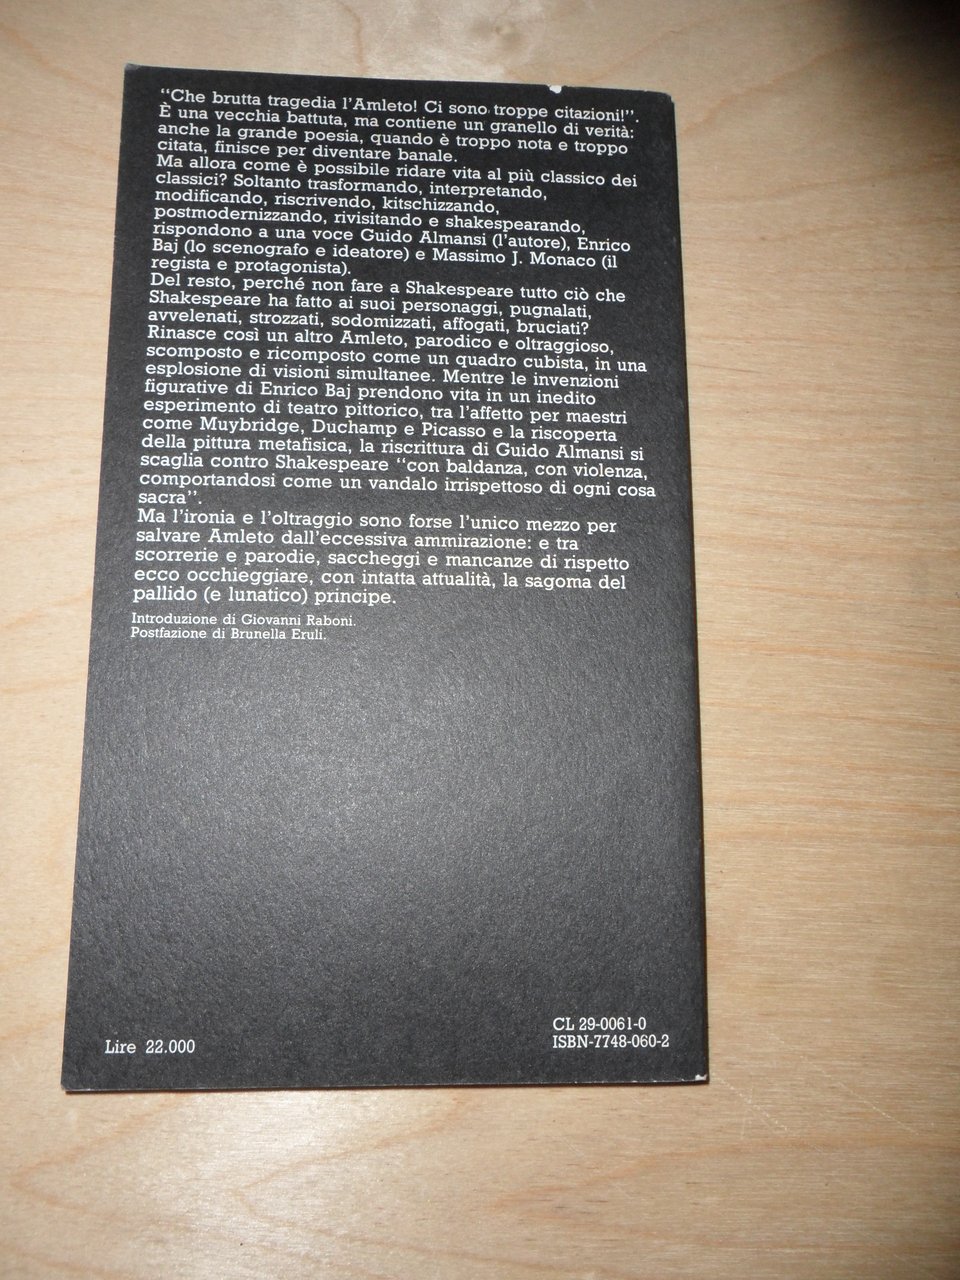 “Che brutta tragedia l’Amleto! Ci sono troppe citazioni!”.
È una vecchia battuta, ma contiene un granello di verità:
anche la grande poesia, quando è troppo nota e troppo
citata, finisce per diventare banale.
Ma allora come è possibile ridare vita al più classico dei
classici? Soltanto trasformando, interpretando,
modificando, riscrivendo, kitschizzando,
postmodernizzando, rivisitando e shakespearando,
rispondono a una voce Guido Almansi (l’autore), Enrico
Baj (lo scenografo e ideatore) e Massimo J. Monaco (il
regista e protagonista).
Del resto, perché non fare a Shakespeare tutto ciò che
Shakespeare ha fatto ai suoi personaggi, pugnalati,
avvelenati, strozzati, sodomizzati, affogati, bruciati?
Rinasce così un altro Amleto, parodico e oltraggioso,
scomposto e ricomposto come un quadro cubista, in una
esplosione di visioni simultanee. Mentre le invenzioni
figurative di Enrico Baj prendono vita in un inedito
esperimento di teatro pittorico, tra l’affetto per maestri
come Muybridge, Duchamp e Picasso e la riscoperta
della pittura metafisica, la riscrittura di Guido Almansi si
scaglia contro Shakespeare “con baldanza, con violenza,
comportandosi come un vandalo irrispettoso di ogni cosa
sacra”.
Ma l’ironia e l’oltraggio sono forse l’unico mezzo per
salvare Amleto dall’eccessiva ammirazione: e tra
scorrerie e parodie, saccheggi e mancanze di rispetto
ecco occhieggiare, con intatta attualità, la sagoma del
pallido (e lunatico) principe.
Introduzione di Giovanni Raboni.
Postfazione di Brunella Eruli.
CL 29-0061-0
Lire 22.000
ISBN-7748-060-2